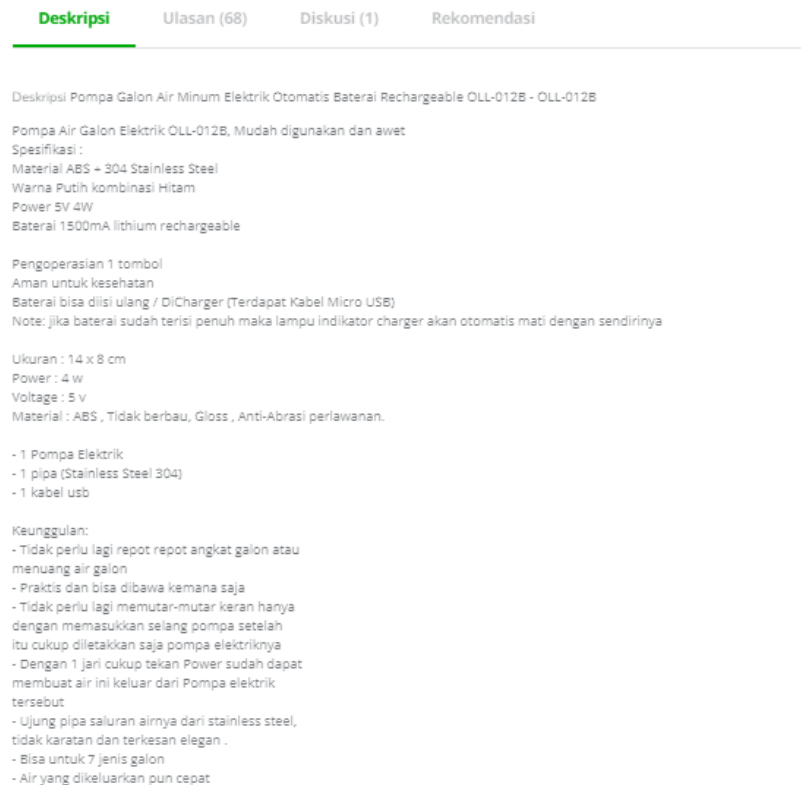 Deskripsi Ulasan (68) Diskusi (1) Rekomendasi
Deskripsi Pompa Galon Air Minum Elektrik Otomatis Baterai Rechargeable OLL-012B - OLL-012B
Pompa Air Galon Elektrik OLL-012B, Mudah digunakan dan awet
Spesifikasi :
Material ABS + 304 Stainless Steel
Warna Putih kombinasi Hitam
Power 5V 4W
Baterai 1500mA lithium rechargeable
Pengoperasian 1 tombol
Aman untuk kesehatan
Baterai bisa diisi ulang / DiCharger (Terdapat Kabel Micro USB)
Note: jika baterai sudah terisi penuh maka lampu indikator charger akan otomatis mati dengan sendirinya
Ukuran : 14 x 8 cm
Power : 4 w
Voltage : 5 v
Material : ABS , Tidak berbau, Gloss , Anti-Abrasi perlawanan.
- 1 Pompa Elektrik
- 1 pipa (Stainless Steel 304)
- 1 kabel usb
Keunggulan:
- Tidak perlu lagi repot repot angkat galon atau
menuang air galon
- Praktis dan bisa dibawa kemana saja
- Tidak perlu lagi memutar-mutar keran hanya
dengan memasukkan selang pompa setelah
itu cukup diletakkan saja pompa elektriknya
- Dengan 1 jari cukup tekan Power sudah dapat
membuat air ini keluar dari Pompa elektrik
tersebut
- Ujung pipa saluran airnya dari stainless steel,
tidak karatan dan terkesan elegan .
- Bisa untuk 7 jenis galon
- Air yang dikeluarkan pun cepat